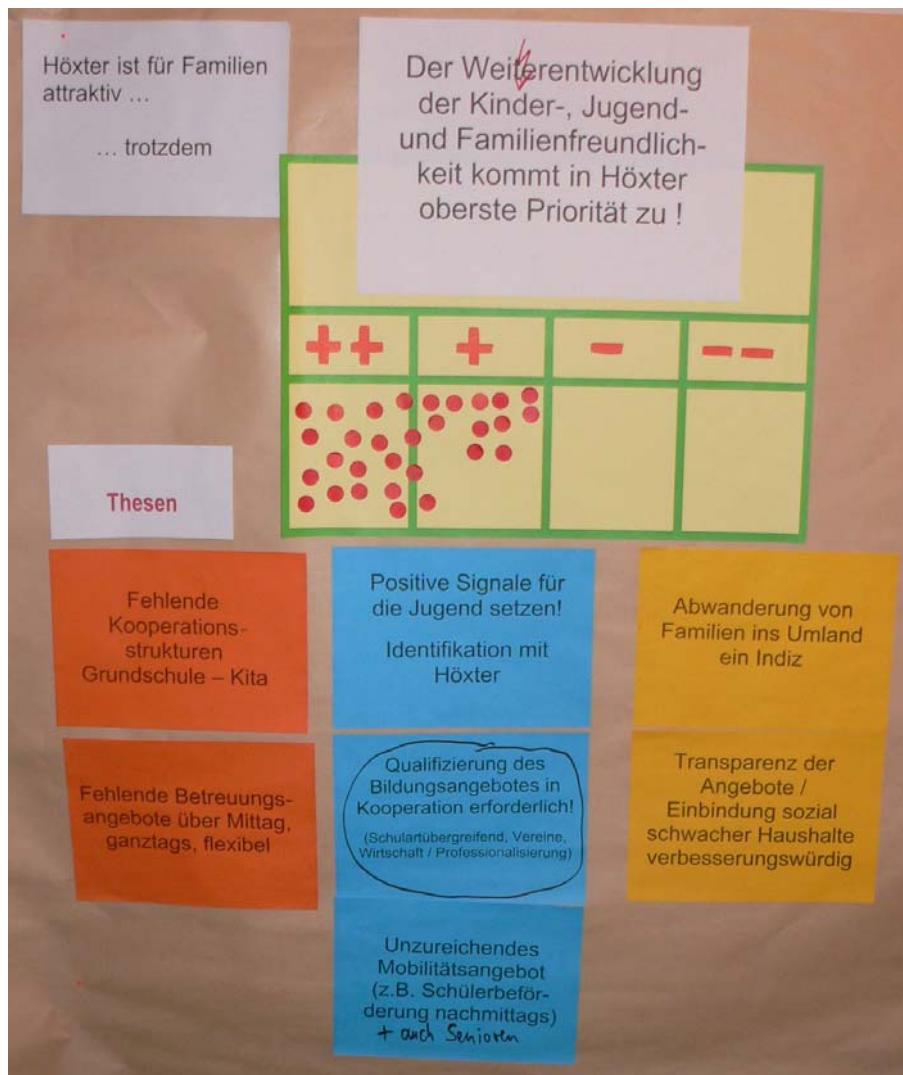 Höxter ist für Familien
attraktiv ...
... trotzdem
Der Weiterentwicklung
der Kinder-, Jugend-
und Familienfreundlich-
keit kommt in Höxter
oberste Priorität zu !
++ + - --
Thesen
Fehlende
Kooperations-
strukturen
Grundschule – Kita
Fehlende Betreuungs-
angebote über Mittag,
ganztags, flexibel
Positive Signale für
die Jugend setzen!
Identifikation mit
Höxter
Qualifizierung des
Bildungsangebotes in
Kooperation erforderlich!
(Schulartübergreifend, Vereine,
Wirtschaft / Professionalisierung)
Unzureichendes
Mobilitätsangebot
(z.B. Schülerbeför-
derung nachmittags)
+ auch Senioren
Abwanderung von
Familien ins Umland
ein Indiz
Transparenz der
Angebote /
Einbindung sozial
schwacher Haushalte
verbesserungswürdig